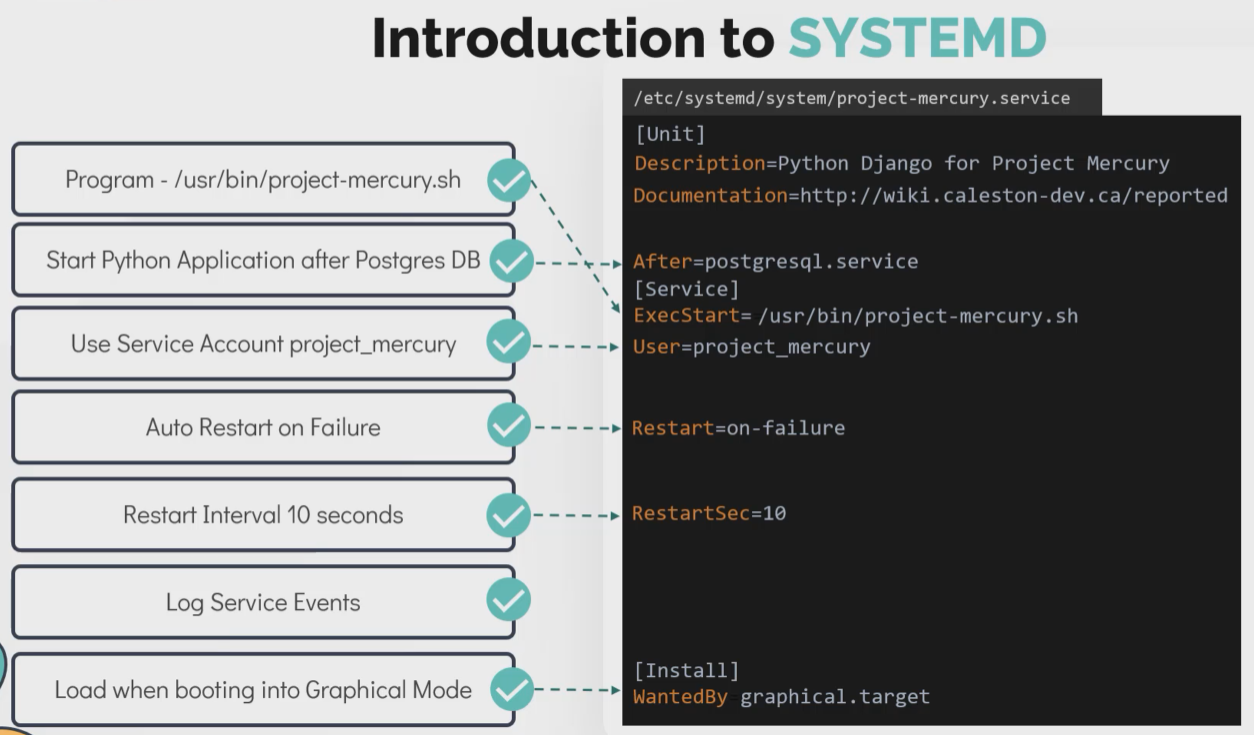 Introduction to SYSTEMD
Program - /usr/bin/project-mercury.sh
Start Python Application after Postgres DB
Use Service Account project_mercury
Auto Restart on Failure
Restart Interval 10 seconds
Log Service Events
Load when booting into Graphical Mode
/etc/systemd/system/project-mercury.service
[Unit]
Description=Python Django for Project Mercury
Documentation=http://wiki.caleston-dev.ca/reported
After=postgresql.service
[Service]
ExecStart= /usr/bin/project-mercury.sh
User=project_mercury
Restart=on-failure
RestartSec=10
[Install]
WantedBy graphical.target